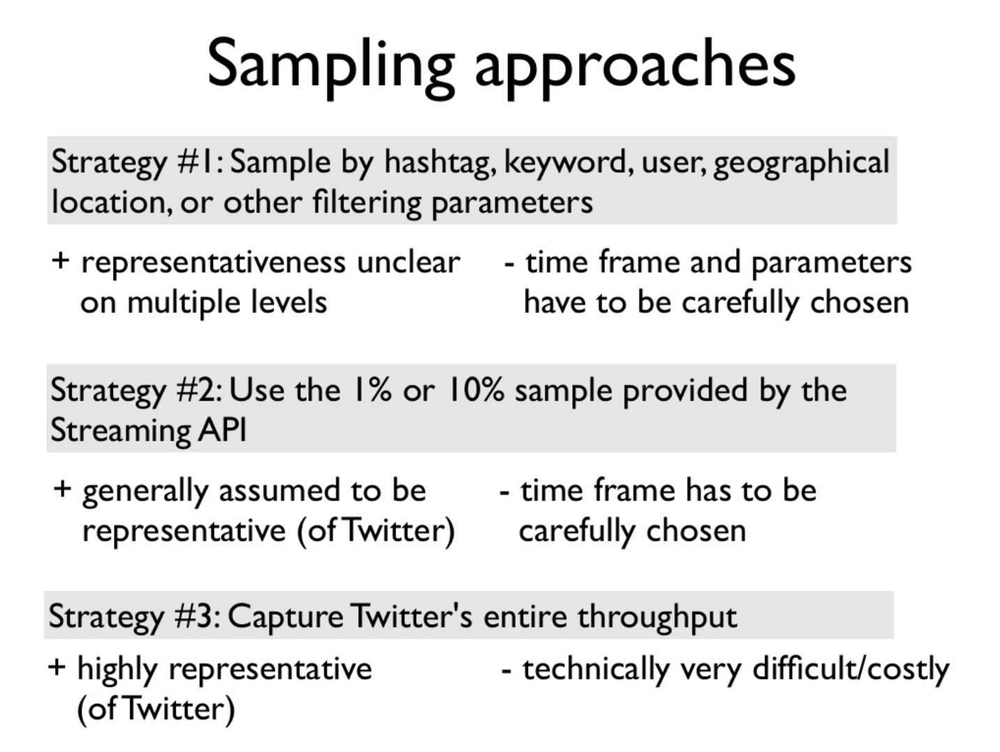 Sampling approaches
Strategy #1: Sample by hashtag, keyword, user, geographical
location, or other filtering parameters
+ representativeness unclear
on multiple levels
- time frame and parameters
have to be carefully chosen
Strategy #2: Use the 1% or 10% sample provided by the
Streaming API
+ generally assumed to be
representative (of Twitter)
- time frame has to be
carefully chosen
Strategy #3: Capture Twitter's entire throughput
+ highly representative
(of Twitter)
- technically very difficult/costly